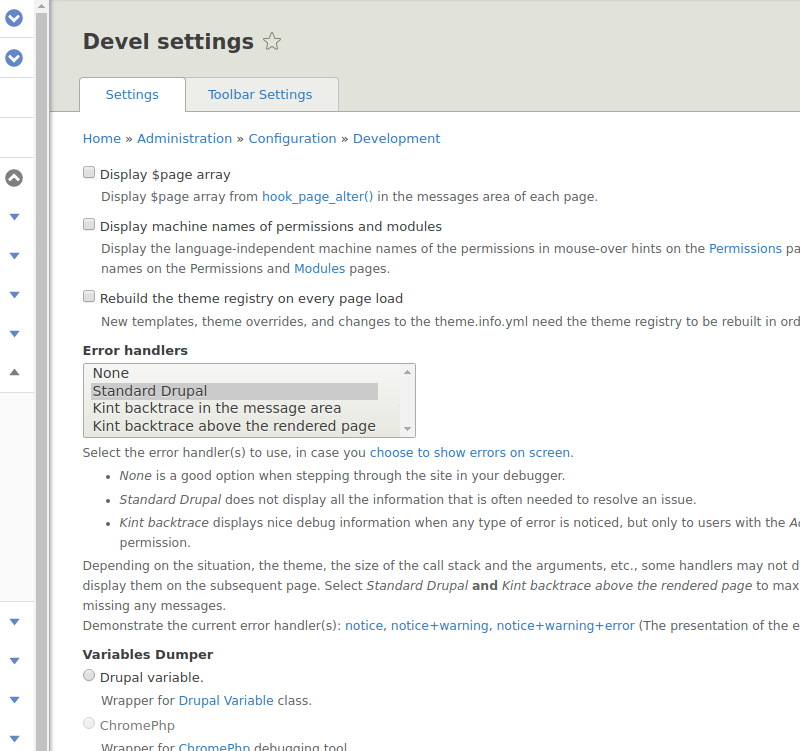 Devel settings
Settings
Toolbar Settings
Home » Administration » Configuration » Development
Display $page array
Display $page array from hook_page_alter() in the messages area of each page.
Display machine names of permissions and modules
Display the language-independent machine names of the permissions in mouse-over hints on the Permissions pa
names on the Permissions and Modules pages.
Rebuild the theme registry on every page load
New templates, theme overrides, and changes to the theme.info.yml need the theme registry to be rebuilt in ord
Error handlers
None
Standard Drupal
Kint backtrace in the message area
Kint backtrace above the rendered page
Select the error handler(s) to use, in case you choose to show errors on screen.
• None is a good option when stepping through the site in your debugger.
• Standard Drupal does not display all the information that is often needed to resolve an issue.
• Kint backtrace displays nice debug information when any type of error is noticed, but only to users with the
permission.
Depending on the situation, the theme, the size of the call stack and the arguments, etc., some handlers may not d
display them on the subsequent page. Select Standard Drupal and Kint backtrace above the rendered page to max
missing any messages.
Demonstrate the current error handler(s): notice, notice+warning, notice+warning+error (The presentation of the e
Variables Dumper
Drupal variable.
Wrapper for Drupal Variable class.
ChromePhp
Wrapper for ChromePhp debugging tool